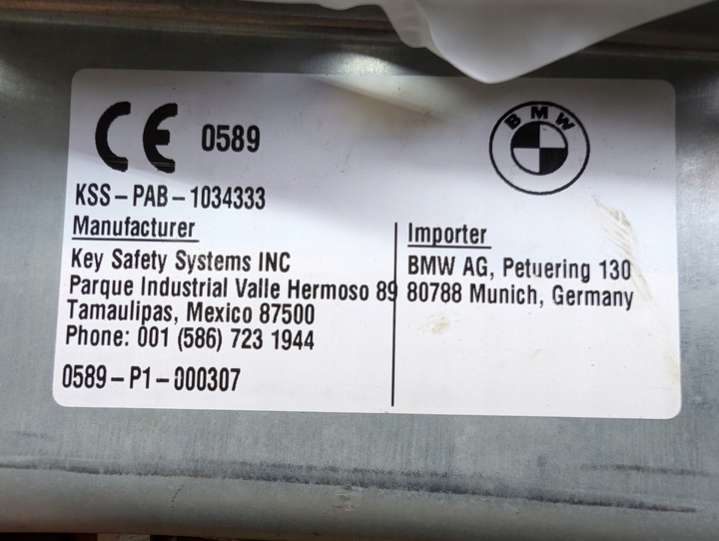 CE 0589
BMW
KSS-PAB-1034333
Manufacturer
Key Safety Systems INC
Parque Industrial Valle Hermoso 89
Tamaulipas, Mexico 87500
Phone: 001 (586) 723 1944
0589-P1-000307
Importer
BMW AG, Petuering 130
80788 Munich, Germany